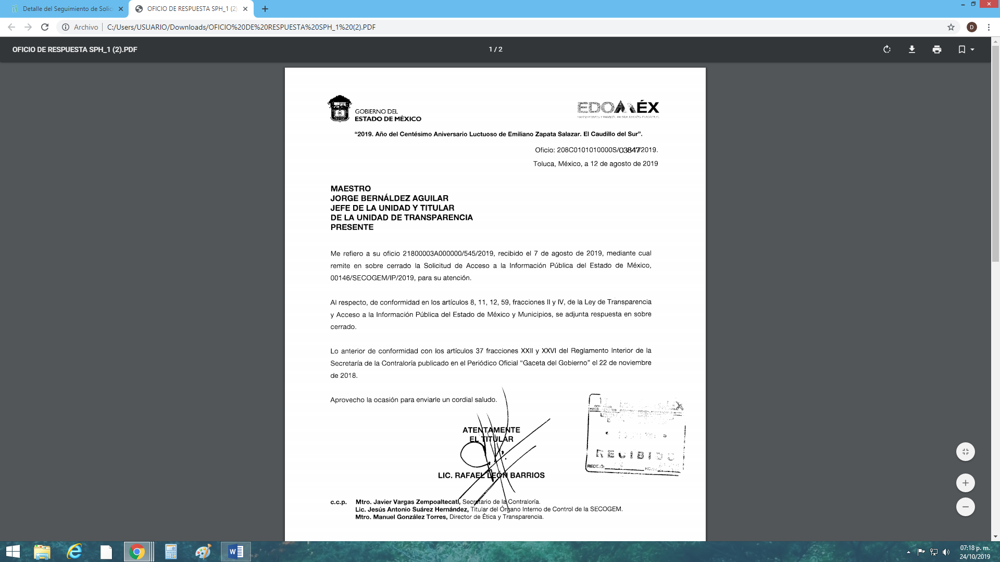 Detalle del Seguimiento de Solici
OFICIO DE RESPUESTA SPH_1 (2)
Archivo
C:/Users/USUARIO/Downloads/OFICIO%20DE%20RESPUESTA%20SPH_1%20(2).PDF
D
OFICIO DE RESPUESTA SPH_1 (2).PDF
1 / 2
GOBIERNO DEL
ESTADO DE MÉXICO
EDOMÉX
DECISIONES FIRMES, RESULTADOS FUERTES.
“2019. Año del Centésimo Aniversario Luctuoso de Emiliano Zapata Salazar. El Caudillo del Sur”.
Oficio: 208C0101010000S/03847/2019.
Toluca, México, a 12 de agosto de 2019
MAESTRO
JORGE BERNÁLDEZ AGUILAR
JEFE DE LA UNIDAD Y TITULAR
DE LA UNIDAD DE TRANSPARENCIA
PRESENTE
Me refiero a su oficio 21800003A000000/545/2019, recibido el 7 de agosto de 2019, mediante cual
remite en sobre cerrado la Solicitud de Acceso a la Información Pública del Estado de México,
00146/SECOGEM/IP/2019, para su atención.
Al respecto, de conformidad en los artículos 8, 11, 12, 59, fracciones II y IV, de la Ley de Transparencia
y Acceso a la Información Pública del Estado de México y Municipios, se adjunta respuesta en sobre
cerrado.
Lo anterior de conformidad con los artículos 37 fracciones XXII y XXVI del Reglamento Interior de la
Secretaría de la Contraloría publicado en el Periódico Oficial “Gaceta del Gobierno” el 22 de noviembre
de 2018.
Aprovecho la ocasión para enviarle un cordial saludo.
ATENTAMENTE
EL TITULAR
LIC. RAFAEL LEÓN BARRIOS
RECIBIDO
RECIBIÓ:
c.c.p. Mtro. Javier Vargas Zempoaltecatl, Secretario de la Contraloría.
Lic. Jesús Antonio Suárez Hernández, Titular del Órgano Interno de Control de la SECOGEM.
Mtro. Manuel González Torres, Director de Ética y Transparencia.
07:18 p. m.
24/10/2019